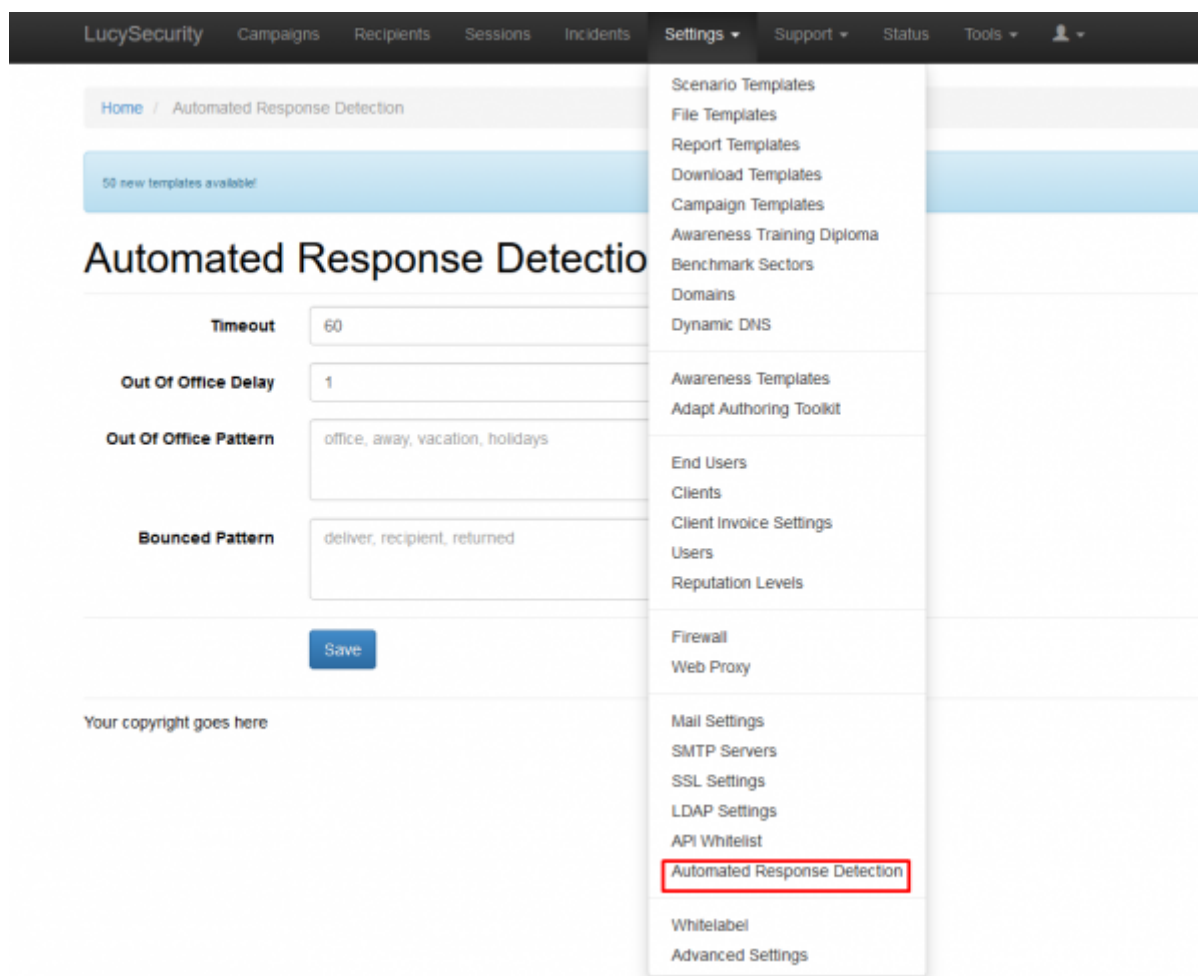 LucySecurity Campaigns Recipients Sessions Incidents Settings Support Status Tools
Home / Automated Response Detection
50 new templates available!
Automated Response Detectio
Timeout 60
Out Of Office Delay 1
Out Of Office Pattern office, away, vacation, holidays
Bounced Pattern deliver, recipient, returned
Save
Your copyright goes here
Scenario Templates
File Templates
Report Templates
Download Templates
Campaign Templates
Awareness Training Diploma
Benchmark Sectors
Domains
Dynamic DNS
Awareness Templates
Adapt Authoring Toolkit
End Users
Clients
Client Invoice Settings
Users
Reputation Levels
Firewall
Web Proxy
Mail Settings
SMTP Servers
SSL Settings
LDAP Settings
API Whitelist
Automated Response Detection
Whitelabel
Advanced Settings